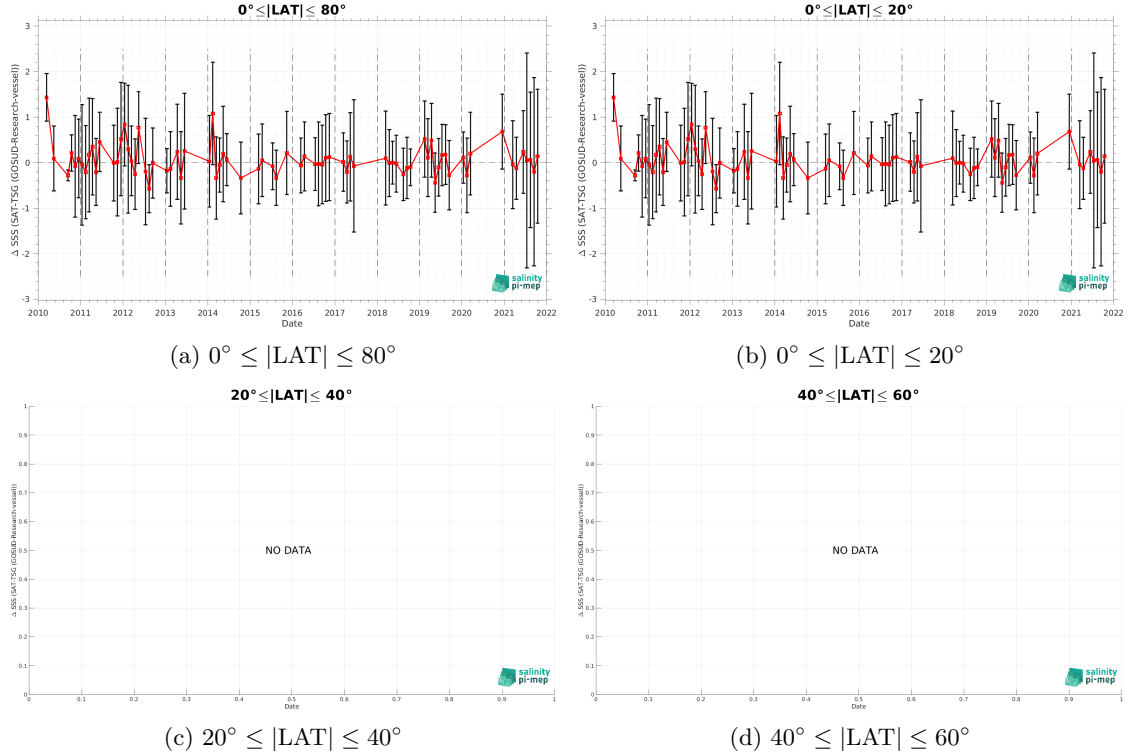 0°≤|LAT|≤ 80°
3
2
1
0
-1
-2
-3
Δ SSS (SAT-TSG (GOSUD-Research-vessel))
2010 2011 2012 2013 2014 2015 2016 2017 2018 2019 2020 2021 2022
Date
salinity
pi-mep
(a) 0° ≤ |LAT| ≤ 80°
0°≤|LAT|≤ 20°
3
2
1
0
-1
-2
-3
Δ SSS (SAT-TSG (GOSUD-Research-vessel))
2010 2011 2012 2013 2014 2015 2016 2017 2018 2019 2020 2021 2022
Date
salinity
pi-mep
(b) 0° ≤ |LAT| ≤ 20°
20°≤|LAT|≤ 40°
1
0.9
0.8
0.7
0.6
0.5
0.4
0.3
0.2
0.1
0
Δ SSS (SAT-TSG (GOSUD-Research-vessel))
NO DATA
0 0.1 0.2 0.3 0.4 0.5 0.6 0.7 0.8 0.9 1
Date
salinity
pi-mep
(c) 20° ≤ |LAT| ≤ 40°
40°≤|LAT|≤ 60°
1
0.9
0.8
0.7
0.6
0.5
0.4
0.3
0.2
0.1
0
Δ SSS (SAT-TSG (GOSUD-Research-vessel))
NO DATA
0 0.1 0.2 0.3 0.4 0.5 0.6 0.7 0.8 0.9 1
Date
salinity
pi-mep
(d) 40° ≤ |LAT| ≤ 60°